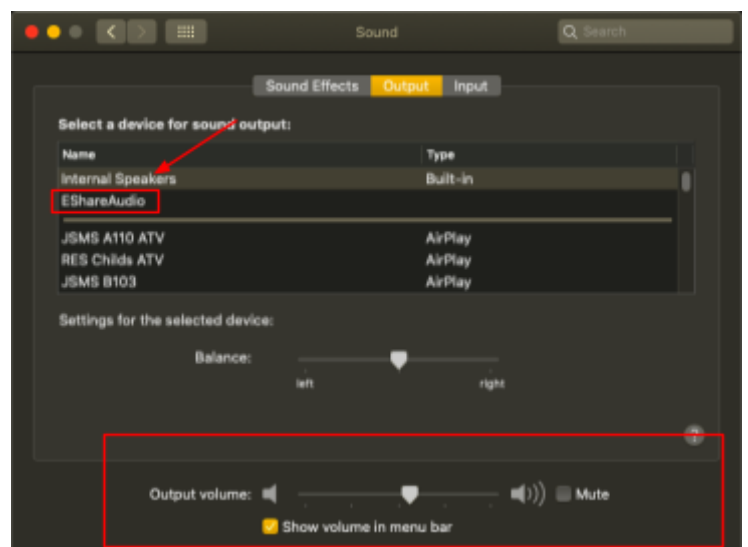 Sound
Search
Sound Effects Output Input
Select a device for sound output:
Name Type
Internal Speakers Built-in
EShareAudio
JSMS A110 ATV AirPlay
RES Childs ATV AirPlay
JSMS B103 AirPlay
Settings for the selected device:
Balance:
left right
?
Output volume: Mute
Show volume in menu bar